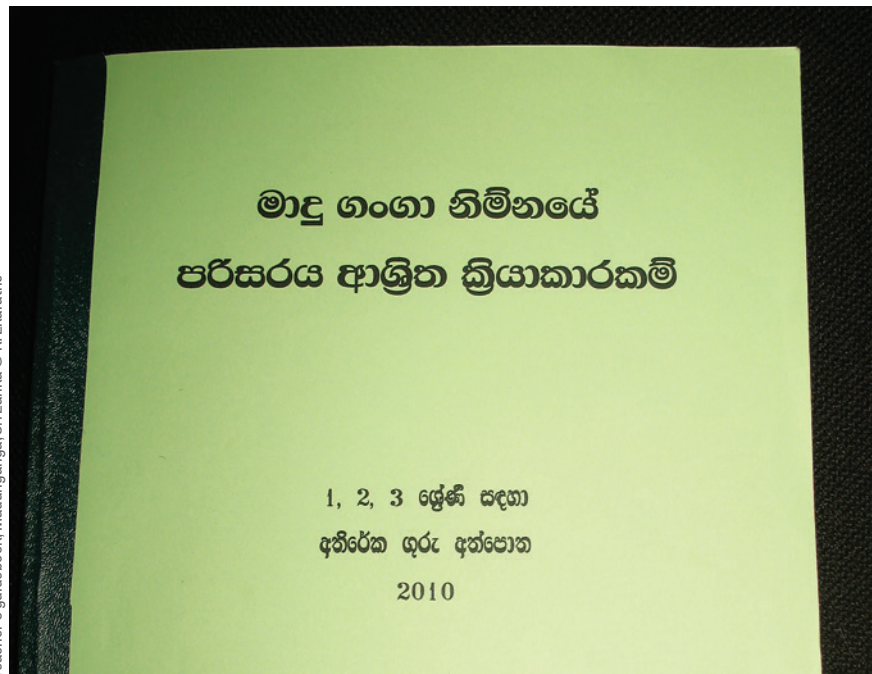 මාදු ගංගා නිම්නයේ
පරිසරය ආශ්‍රිත ක්‍රියාකාරකම්
1, 2, 3 ශ්‍රේණි සඳහා
අතිරේක ගුරු අත්පොත
2010